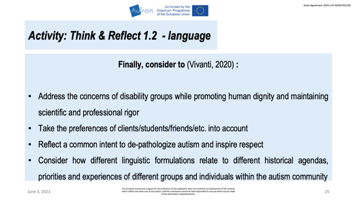 Co-funded by the
Erasmus+ Programme
of the European Union
Activity: Think & Reflect 1.2 - language
Finally, consider to (Vivanti, 2020) :
• Address the concerns of disability groups while promoting human dignity and maintaining
scientific and professional rigor
• Take the preferences of clients/students/friends/etc. into account
• Reflect a common intent to de-pathologize autism and inspire respect
• Consider how different linguistic formulations relate to different historical agendas,
priorities and experiences of different groups and individuals within the autism community
June 3, 2021
25